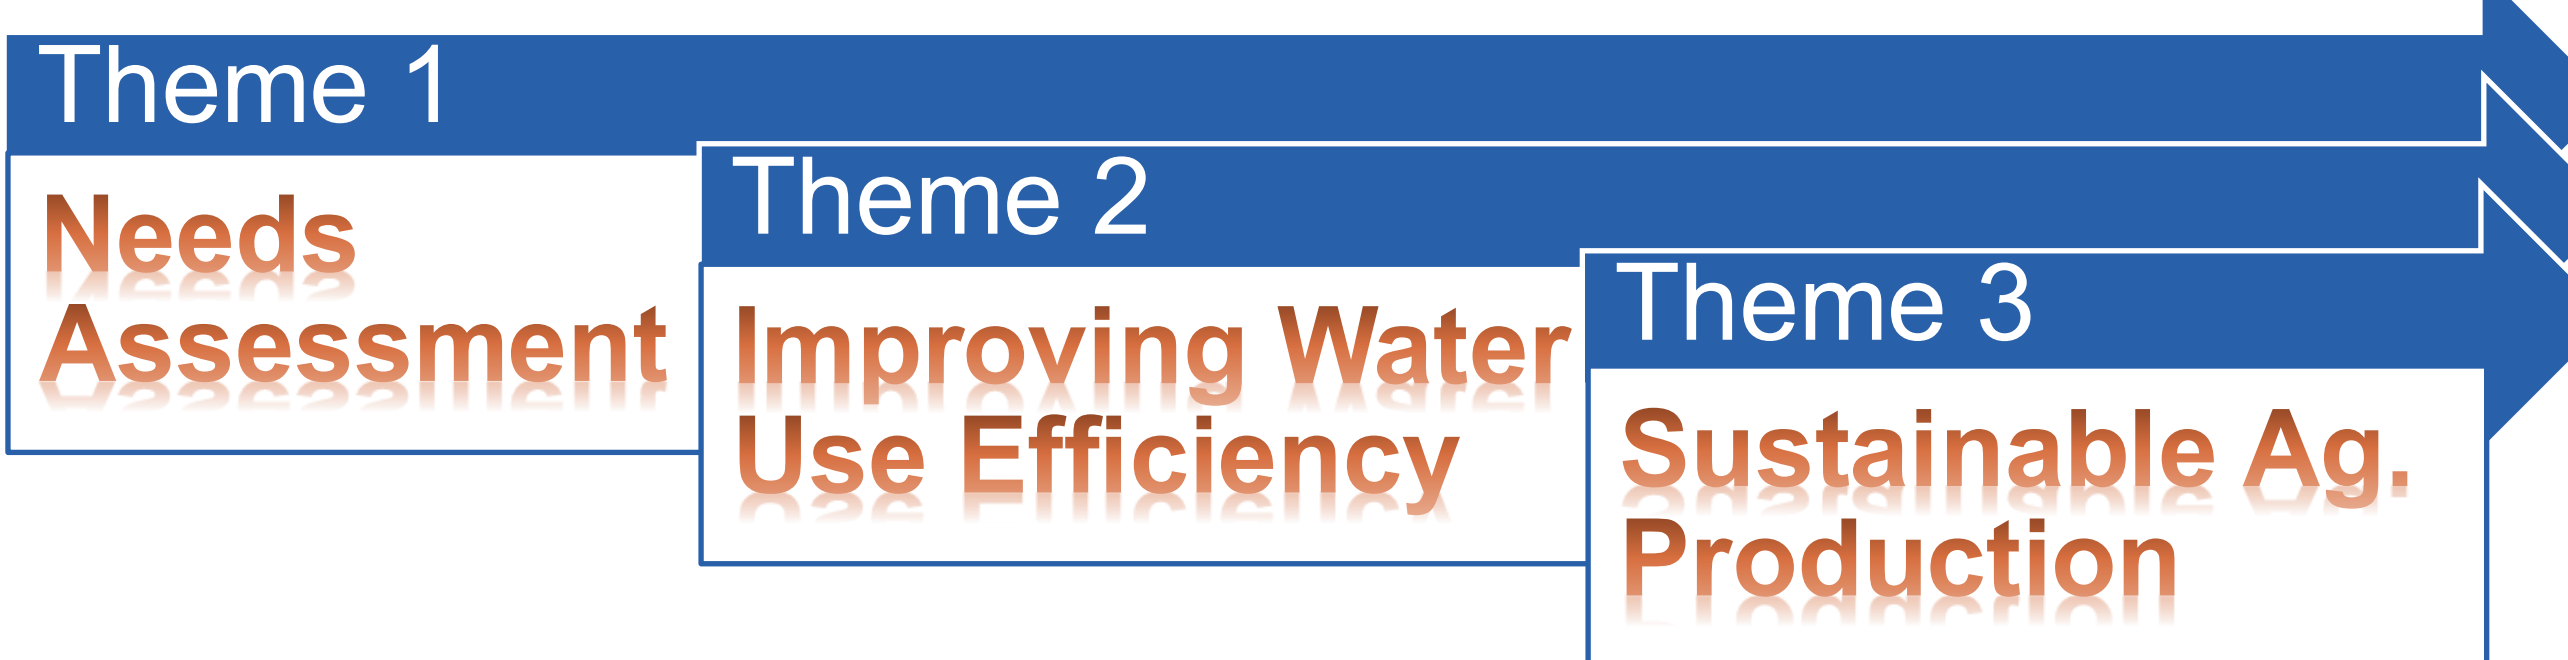 Theme 1
Needs
Assessment
Theme 2
Improving Water
Use Efficiency
Theme 3
Sustainable Ag.
Production